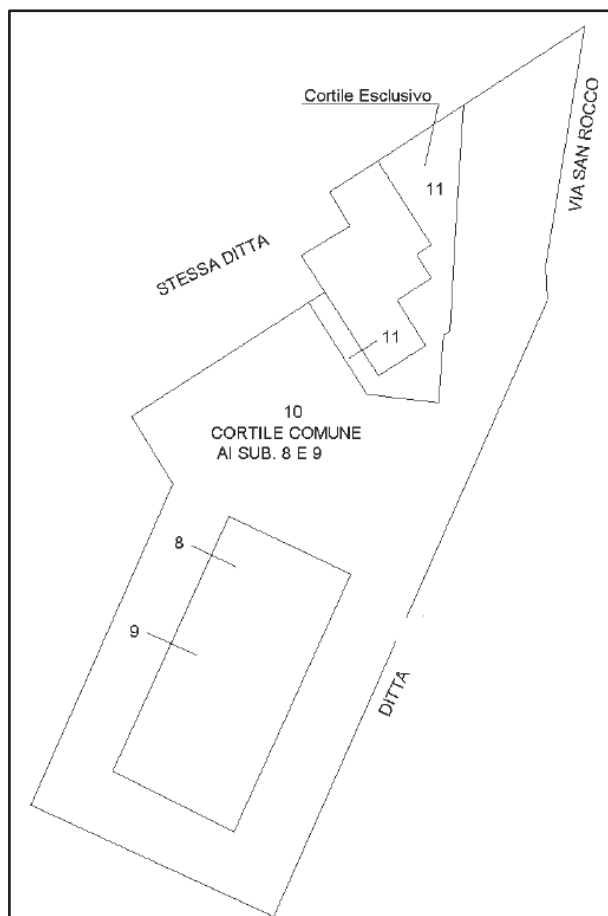 Cortile Esclusivo
11
VIA SAN ROCCO
STESSA DITTA
11
10
CORTILE COMUNE
AI SUB. 8 E 9
8
9
DITTA